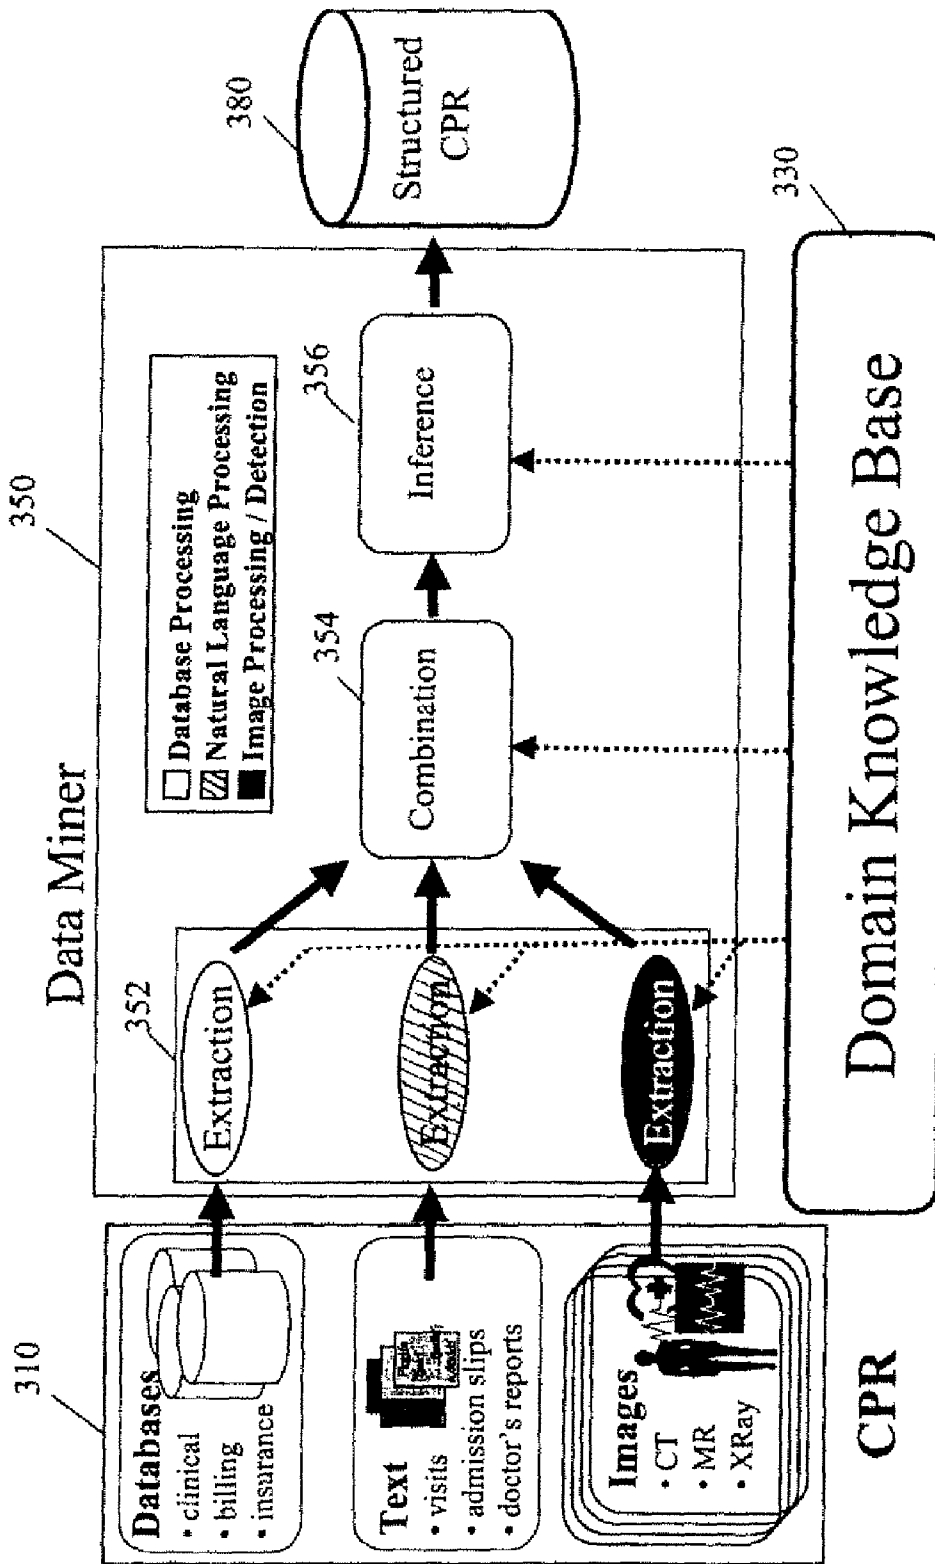 310
Databases
• clinical
• billing
• insurance
Text
• visits
• admission slips
• doctor's reports
Images
• CT
• MR
• XRay
CPR
Data Miner
350
352
Extraction
Extraction
Extraction
Database Processing
Natural Language Processing
Image Processing / Detection
354
Combination
356
Inference
380
Structured
CPR
330
Domain Knowledge Base